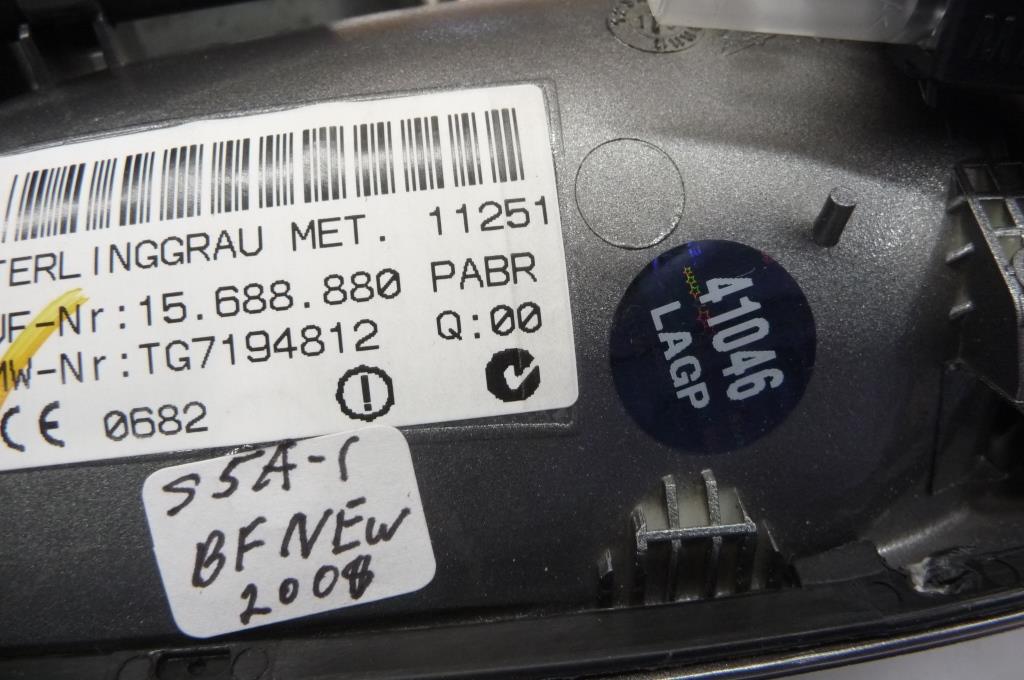 TERLINGGRAU MET. 11251
UF-Nr:15.688.880 PABR
MW-Nr:TG7194812 Q:00
CE 0682
41046
LAGP
S5A-r
BF NEW
2008